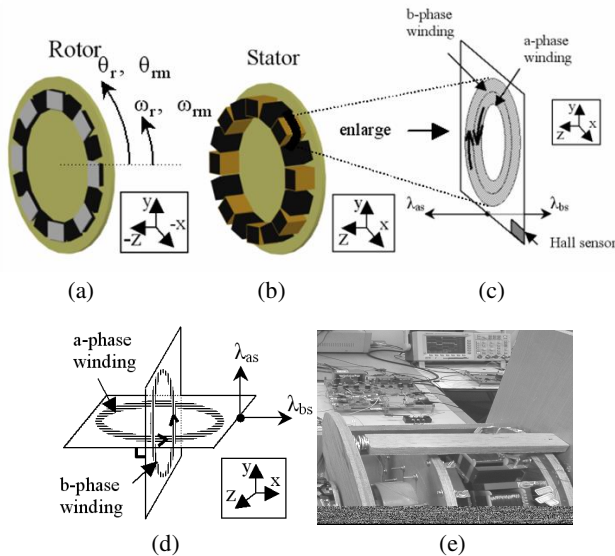 Rotor
θr, θrm
ωr, ωrm
y
-z
-x
(a)
Stator
enlarge
y
z
x
(b)
b-phase
winding
a-phase
winding
y
z
x
λas
λbs
Hall sensor
(c)
a-phase
winding
λas
λbs
b-phase
winding
y
z
x
(d)
(e)